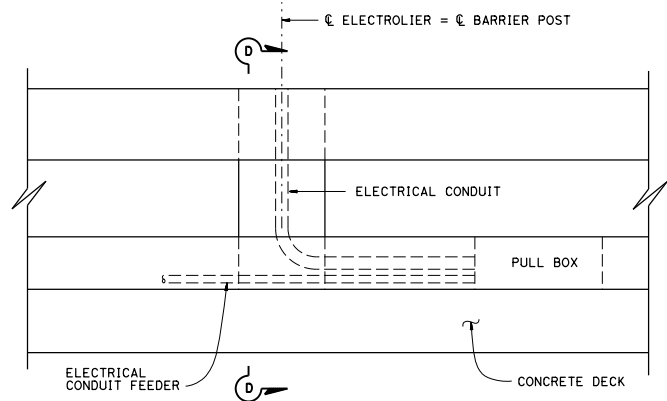 ℄ ELECTROLIER = ℄ BARRIER POST
D
ELECTRICAL CONDUIT
PULL BOX
ELECTRICAL
CONDUIT FEEDER
D
CONCRETE DECK